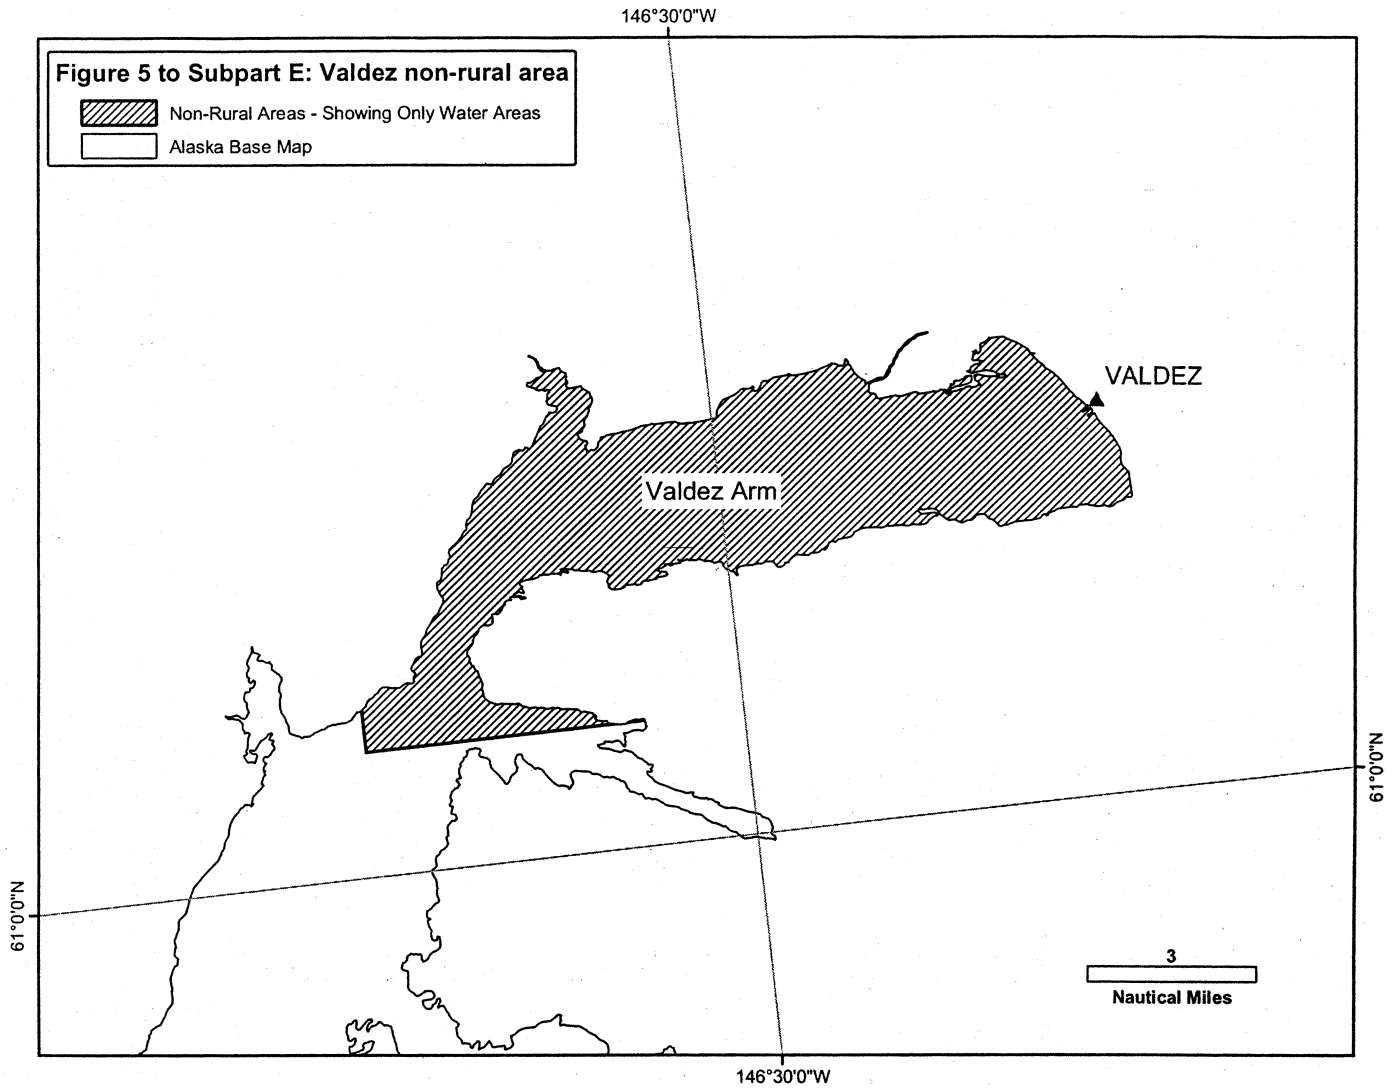 146°30'0"W
Figure 5 to Subpart E: Valdez non-rural area
Non-Rural Areas - Showing Only Water Areas
Alaska Base Map
VALDEZ
Valdez Arm
61°0'0"N
61°0'0"N
3
Nautical Miles
146°30'0"W